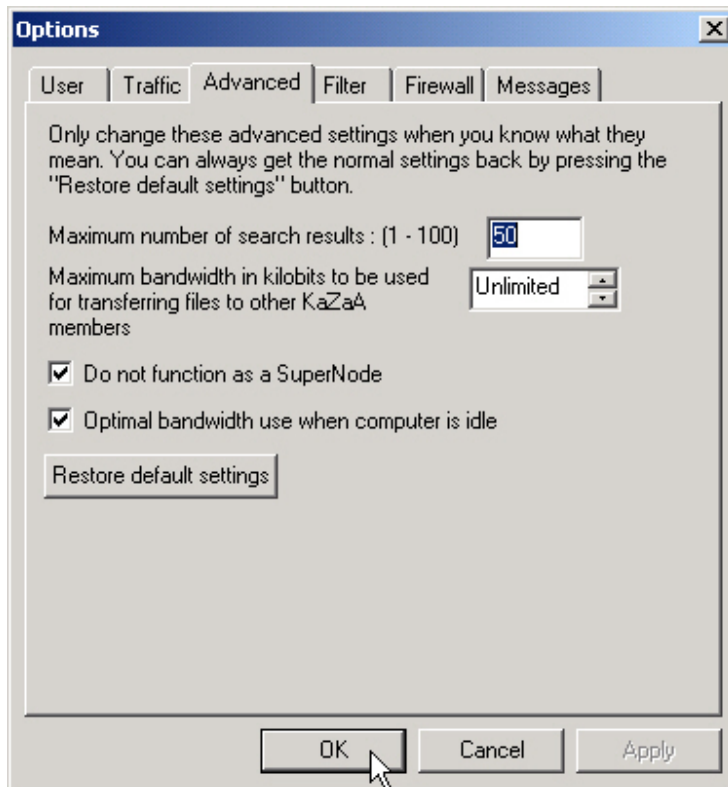 Options
User Traffic Advanced Filter Firewall Messages
Only change these advanced settings when you know what they
mean. You can always get the normal settings back by pressing the
"Restore default settings" button.
Maximum number of search results : (1 - 100) 50
Maximum bandwidth in kilobits to be used
for transferring files to other KaZaA
members
Unlimited
Do not function as a SuperNode
Optimal bandwidth use when computer is idle
Restore default settings
OK Cancel Apply